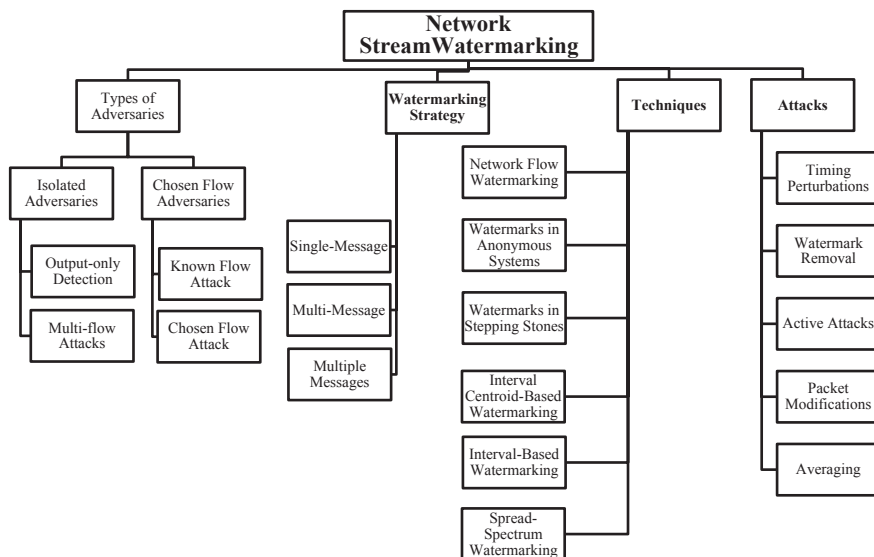 Network
StreamWatermarking
Types of
Adversaries
Watermarking
Strategy
Techniques
Attacks
Isolated
Adversaries
Chosen Flow
Adversaries
Output-only
Detection
Known Flow
Attack
Multi-flow
Attacks
Chosen Flow
Attack
Single-Message
Multi-Message
Multiple
Messages
Network Flow
Watermarking
Watermarks in
Anonymous
Systems
Watermarks in
Stepping Stones
Interval
Centroid-Based
Watermarking
Interval-Based
Watermarking
Spread-
Spectrum
Watermarking
Timing
Perturbations
Watermark
Removal
Active Attacks
Packet
Modifications
Averaging